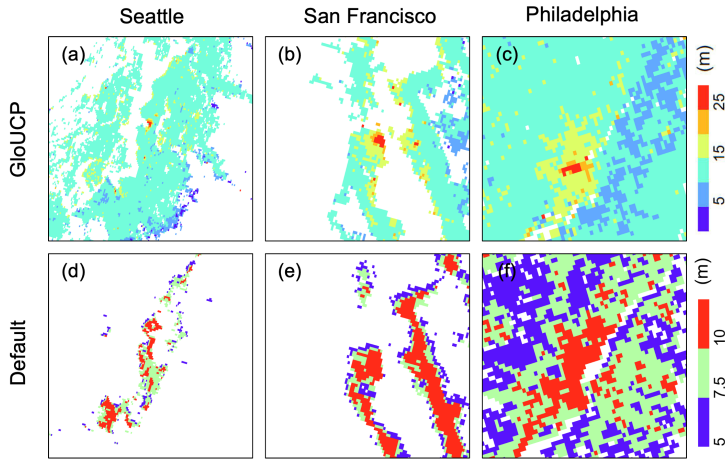 Seattle
San Francisco
Philadelphia
GloUCP
(a)
(b)
(c)
(m)
25
15
5
Default
(d)
(e)
(f)
(m)
10
7.5
5